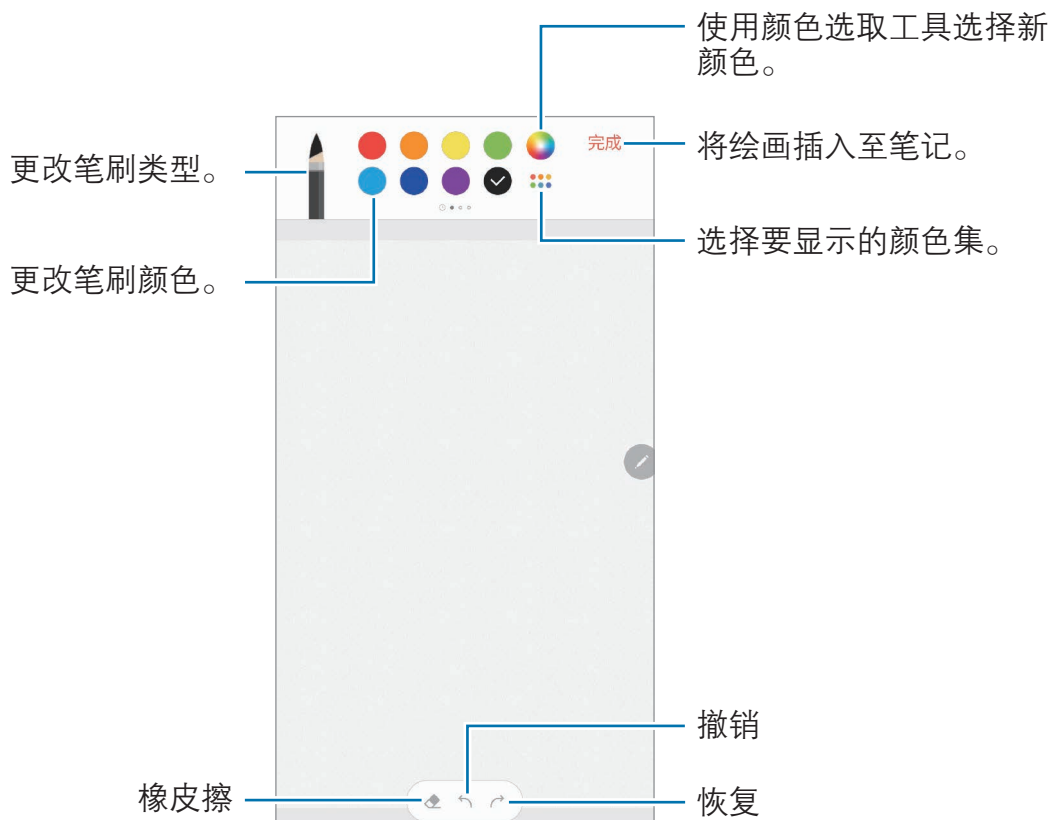 使用颜色选取工具选择新
颜色。
完成
将绘画插入至笔记。
更改笔刷类型。
选择要显示的颜色集。
更改笔刷颜色。
撤销
橡皮擦
恢复